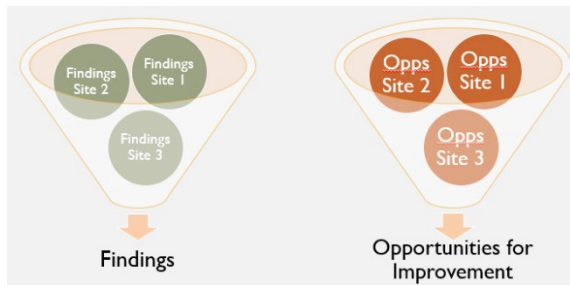 Findings
Site 2
Findings
Site 1
Findings
Site 3
Findings
Opps
Site 2
Opps
Site 1
Opps
Site 3
Opportunities for
Improvement